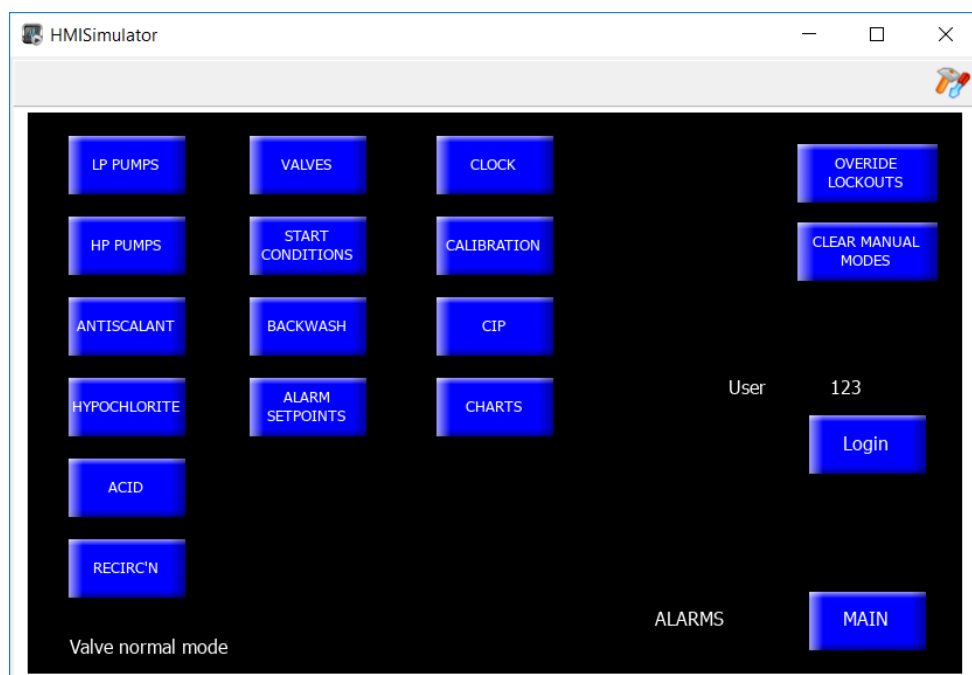 HMISimulator
LP PUMPS
VALVES
CLOCK
OVERIDE
LOCKOUTS
HP PUMPS
START
CONDITIONS
CALIBRATION
CLEAR MANUAL
MODES
ANTISCALANT
BACKWASH
CIP
HYPOCHLORITE
ALARM
SETPOINTS
CHARTS
User 123
Login
ACID
RECIRC'N
ALARMS
MAIN
Valve normal mode